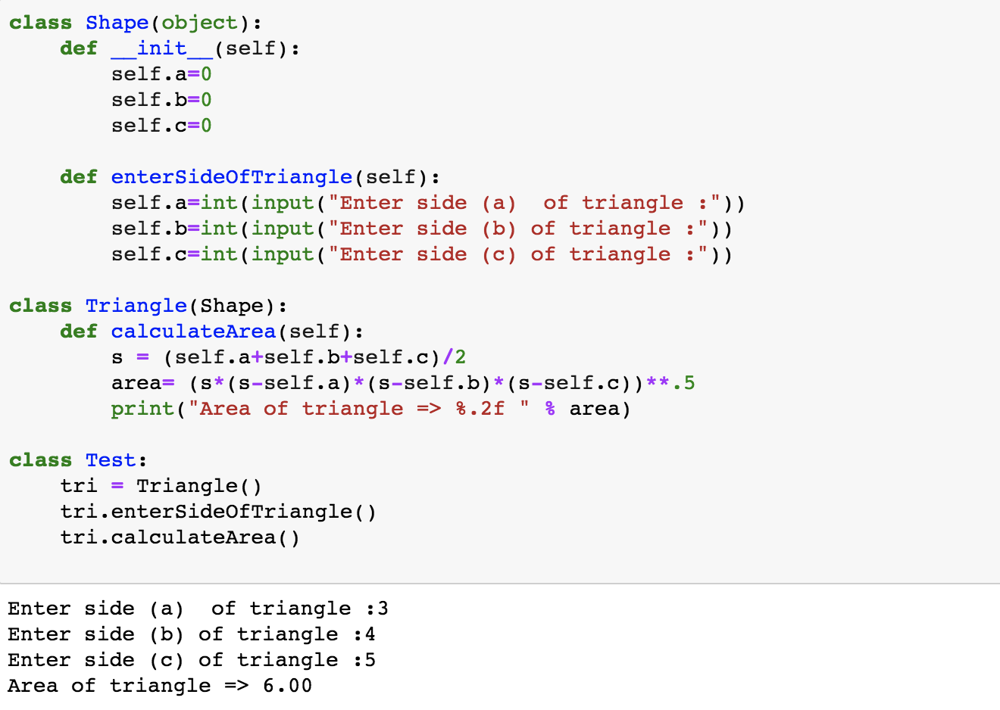 class Shape(object):
    def __init__(self):
        self.a=0
        self.b=0
        self.c=0

    def enterSideOfTriangle(self):
        self.a=int(input("Enter side (a)  of triangle :"))
        self.b=int(input("Enter side (b) of triangle :"))
        self.c=int(input("Enter side (c) of triangle :"))

class Triangle(Shape):
    def calculateArea(self):
        s = (self.a+self.b+self.c)/2
        area= (s*(s-self.a)*(s-self.b)*(s-self.c))**.5
        print("Area of triangle => %.2f " % area)

class Test:
    tri = Triangle()
    tri.enterSideOfTriangle()
    tri.calculateArea()

Enter side (a)  of triangle :3
Enter side (b) of triangle :4
Enter side (c) of triangle :5
Area of triangle => 6.00